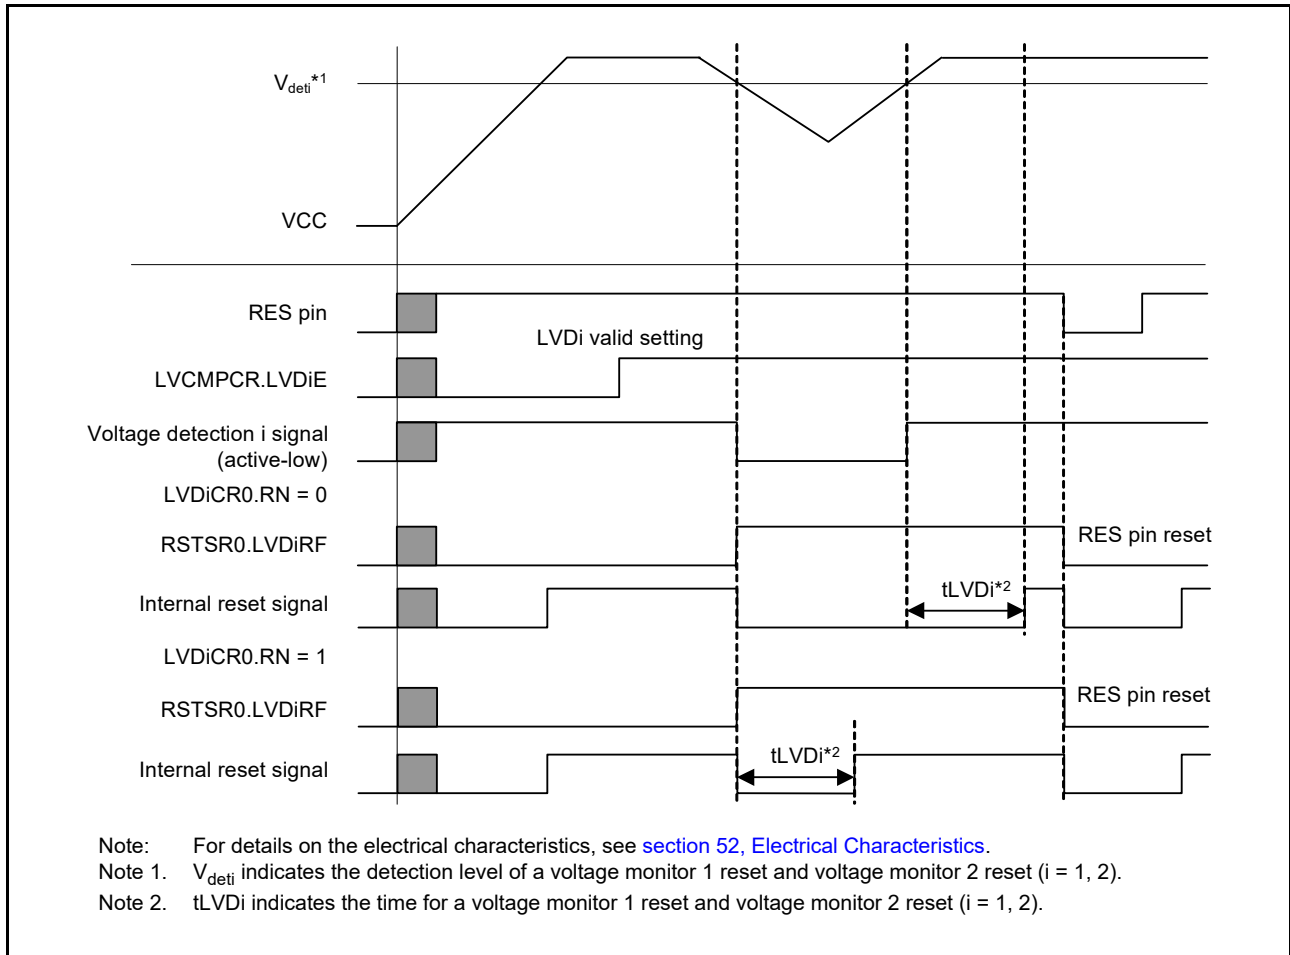 Vdeti*1
VCC
RES pin
LVDi valid setting
LVCMPCR.LVDiE
Voltage detection i signal
(active-low)
LVDiCR0.RN = 0
RSTSR0.LVDiRF
RES pin reset
tLVDi*2
Internal reset signal
LVDiCR0.RN = 1
RSTSR0.LVDiRF
RES pin reset
tLVDi*2
Internal reset signal
Note: For details on the electrical characteristics, see section 52, Electrical Characteristics.
Note 1. Vdeti indicates the detection level of a voltage monitor 1 reset and voltage monitor 2 reset (i = 1, 2).
Note 2. tLVDi indicates the time for a voltage monitor 1 reset and voltage monitor 2 reset (i = 1, 2).